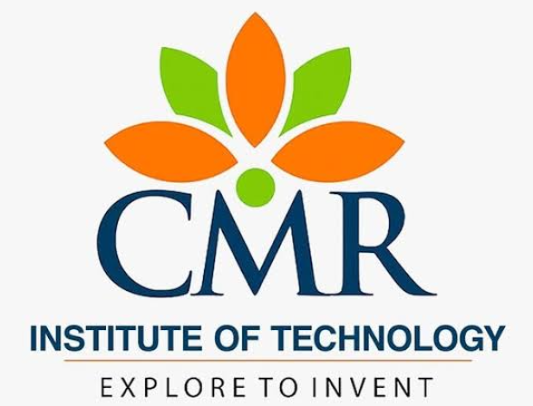 CMR
INSTITUTE OF TECHNOLOGY
EXPLORE TO INVENT